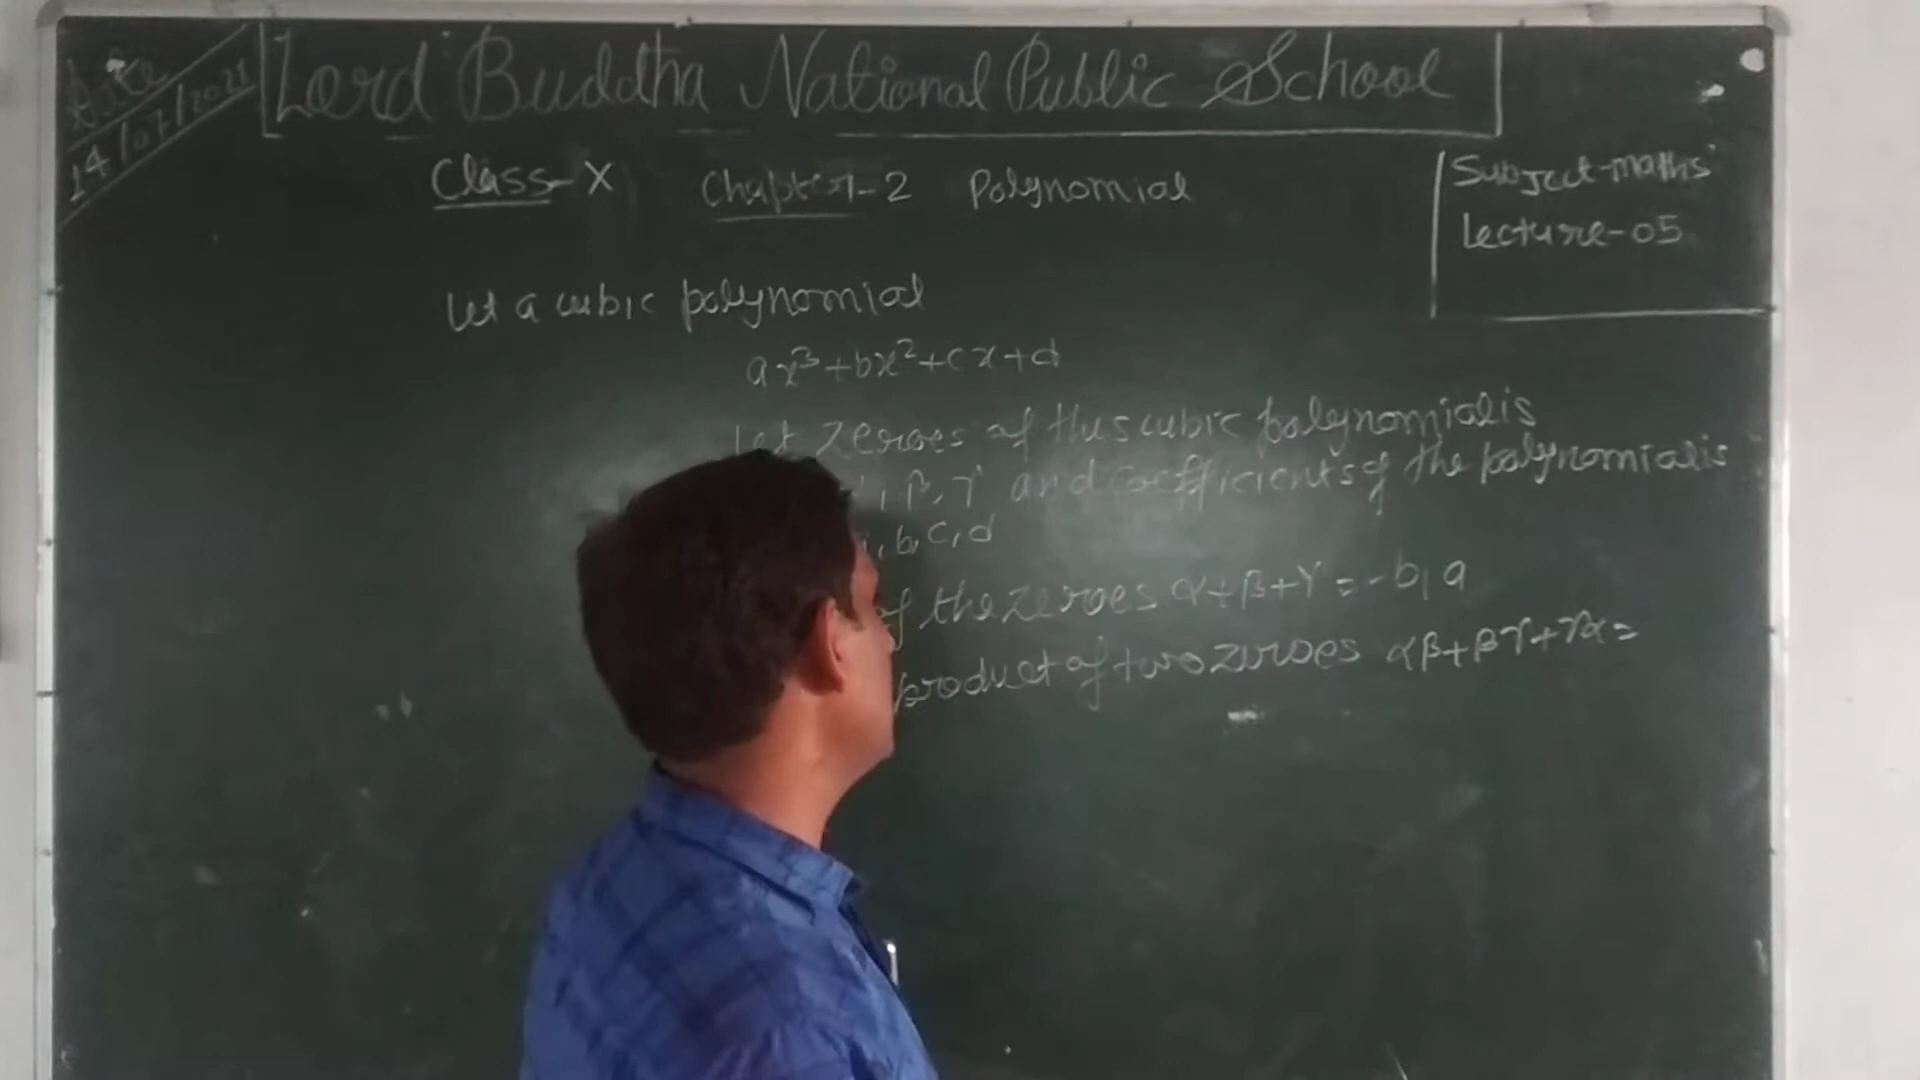 Date
14/07/2021
Lord Buddha National Public School
Class-X Chapter-2 Polynomial
Subject-maths
Lecture-05
Let a cubic polynomial
ax³+bx²+cx+d
Let zeroes of this cubic polynomial is
, β, γ and coefficients of the polynomial is
, b, c, d
of the zeroes α+β+γ = -b, a
product of two zeroes αβ+βγ+γα=